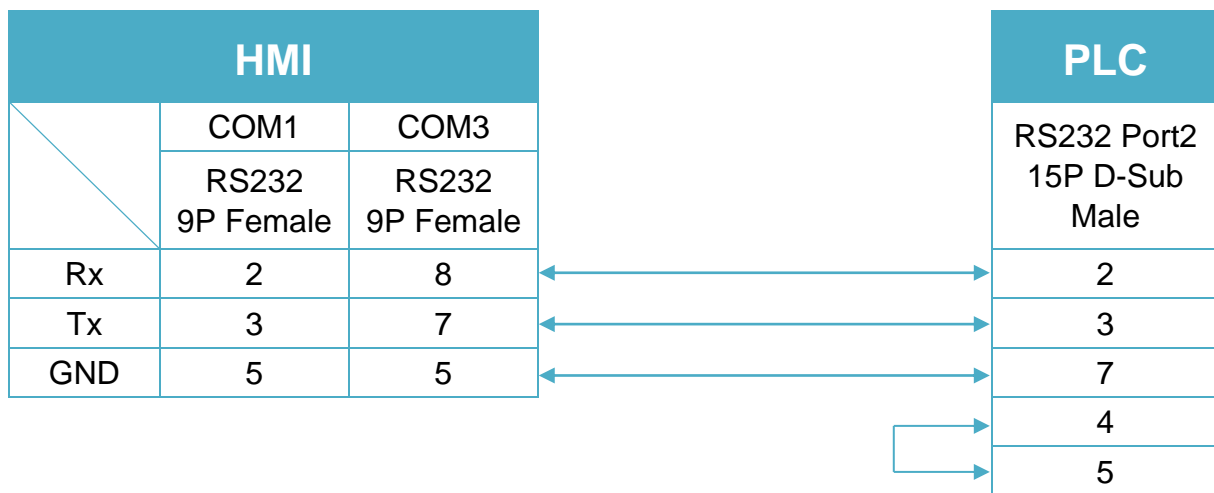 HMI
PLC
COM1 COM3
RS232 Port2
15P D-Sub
Male
RS232 RS232
9P Female 9P Female
Rx 2 8 2
Tx 3 7 3
GND 5 5 7
4
5